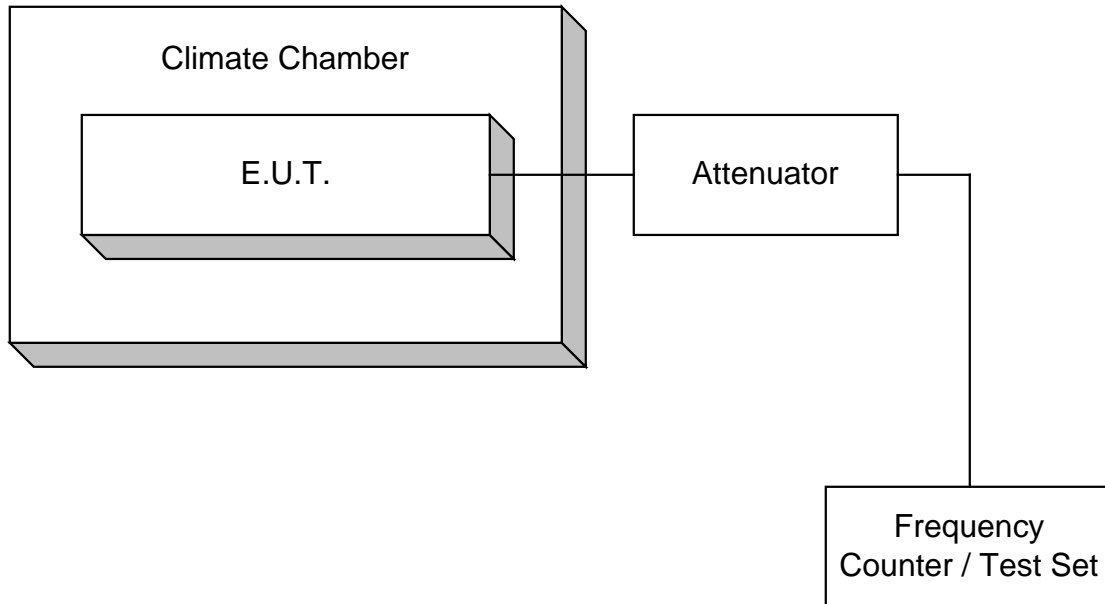 Climate Chamber
E.U.T.
Attenuator
Frequency
Counter / Test Set